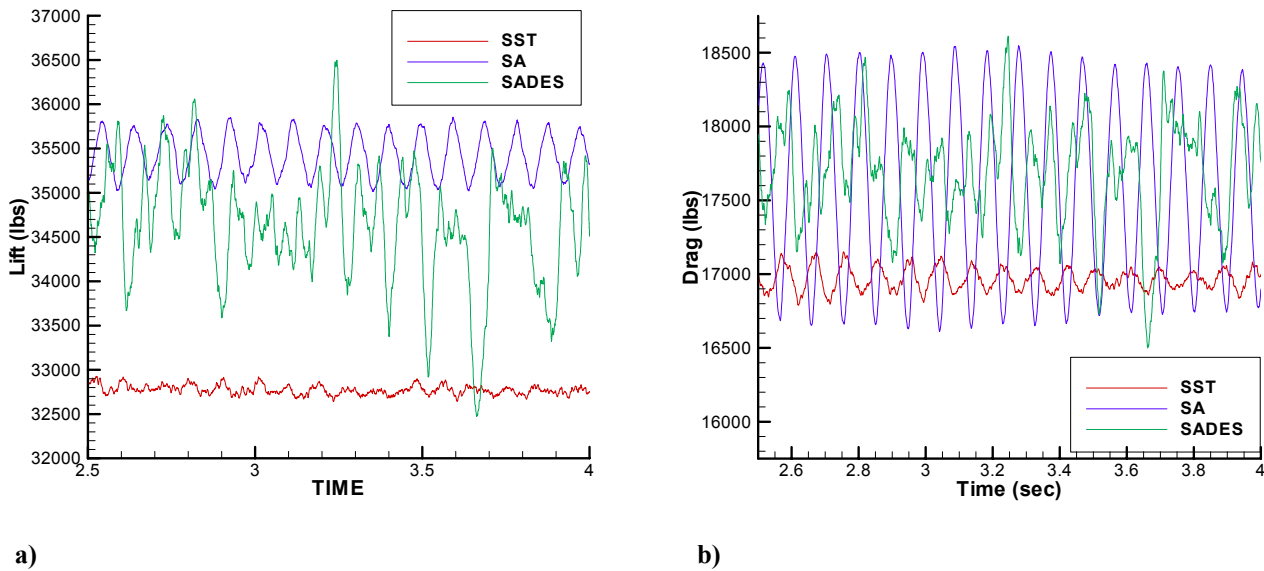 37000
36500
36000
35500
35000
34500
34000
33500
33000
32500
32000
Lift (lbs)
2.5
3
3.5
4
TIME
SST
SA
SADES
a)
18500
18000
17500
17000
16500
16000
Drag (lbs)
2.6
2.8
3
3.2
3.4
3.6
3.8
4
Time (sec)
SST
SA
SADES
b)